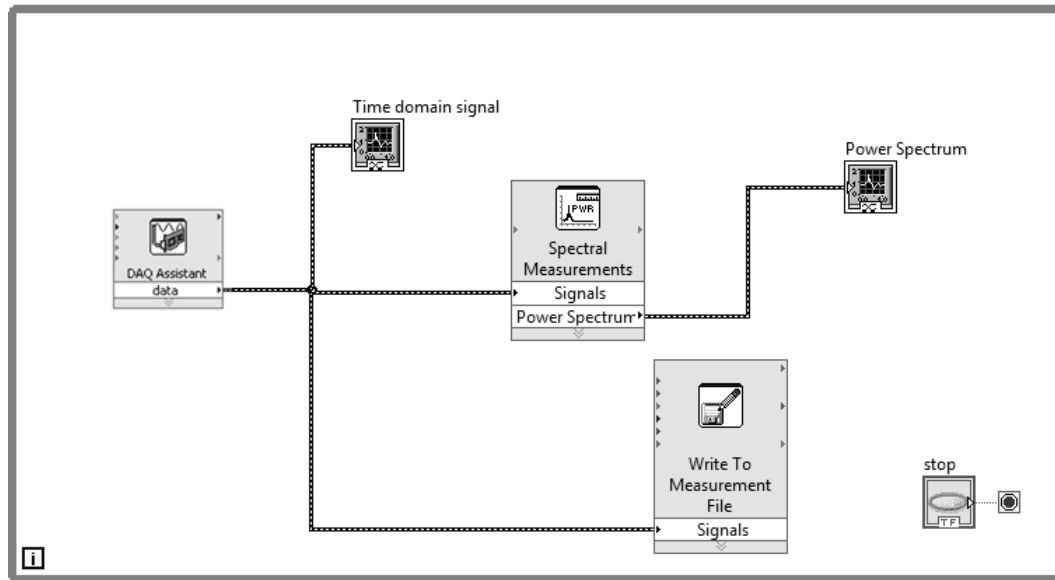 Time domain signal
Power Spectrum
PWR
DAQ Assistant
data
Spectral
Measurements
Signals
Power Spectrum
Write To
Measurement
File
Signals
stop
TF
i